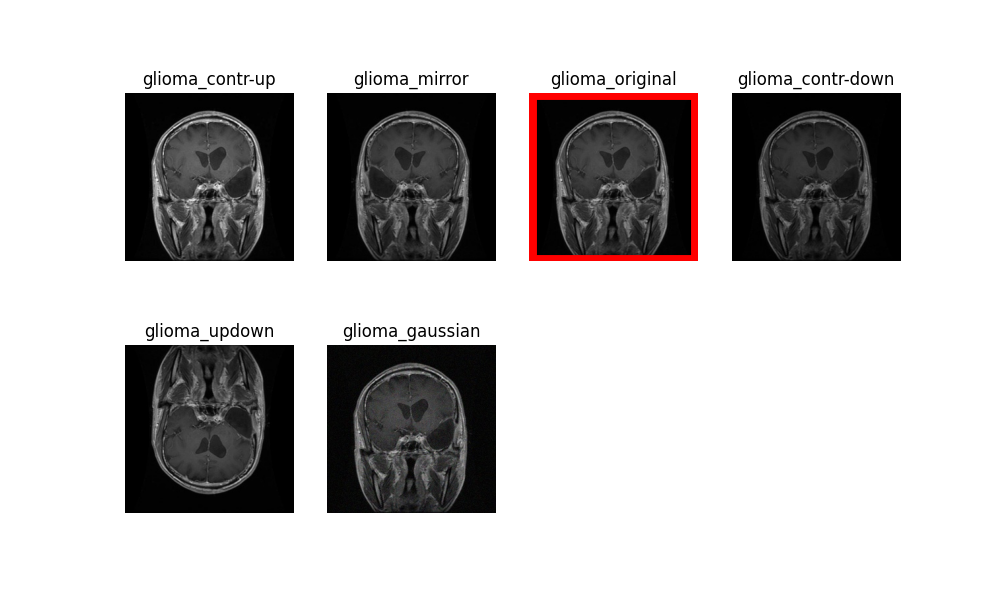 glioma_contr-up
glioma_mirror
glioma_original
glioma_contr-down
glioma_updown
glioma_gaussian